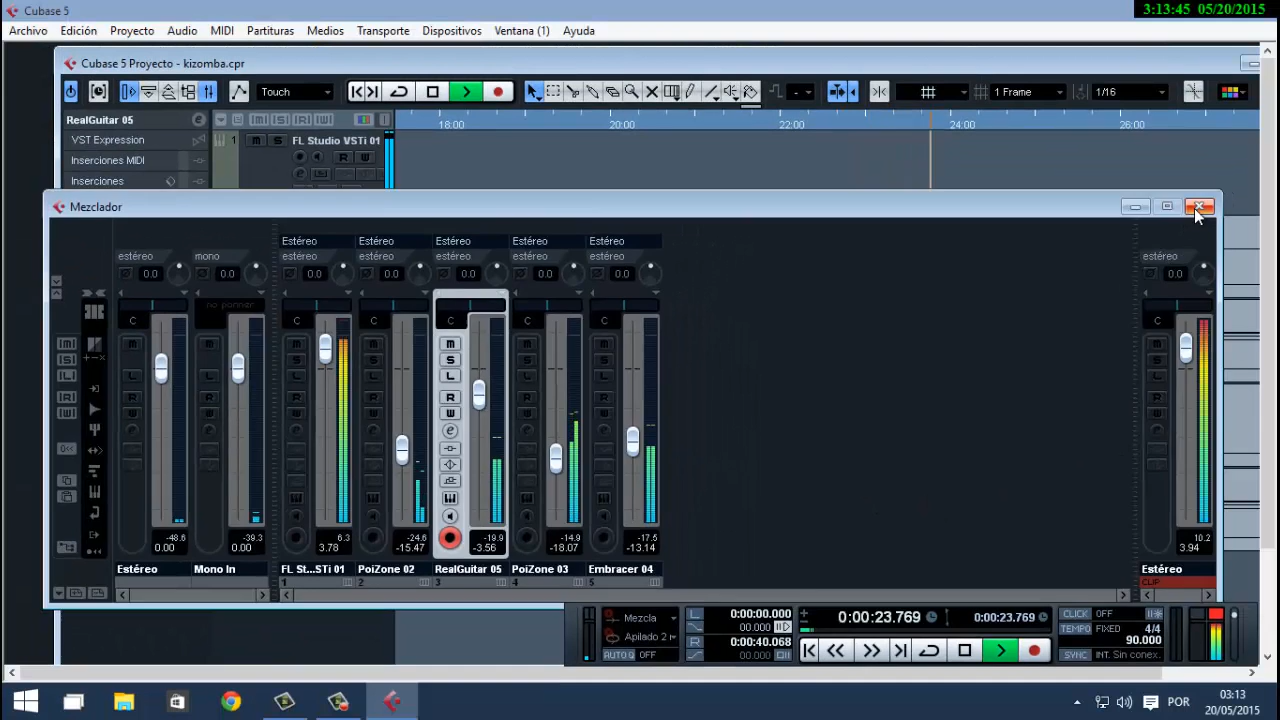 Cubase 5
3:13:45 05/20/2015
Archivo Edición Proyecto Audio MIDI Partituras Medios Transporte Dispositivos Ventana (1) Ayuda
Cubase 5 Proyecto - kizomba.cpr
Touch 1 Frame 1/16
RealGuitar 05
18:00 20:00 22:00 24:00 26:00
VST Expression
1 M S FL Studio VSTi 01
R W
Inserciones MIDI
Inserciones
Mezclador
Estéreo Estéreo Estéreo Estéreo Estéreo
estéreo mono estéreo estéreo estéreo estéreo estéreo estéreo
0.0 0.0 0.0 0.0 0.0 0.0 0.0 0.0
no panner
C C C C C C C
M
S
L
R
W
e
-48.6 -39.3 6.3 -24.6 -19.9 -14.9 -17.5 10.2
0.00 0.00 3.78 -15.47 -3.56 -18.07 -13.14 3.94
Estéreo Mono In FL St...STi 01 PoiZone 02 RealGuitar 05 PoiZone 03 Embracer 04 Estéreo
1 2 3 4 5 CLIP
Mezcla
Apilado 2
AUTO Q OFF
L 0:00:00.000
00.000
R 0:00:40.068
00.000
0:00:23.769 0:00:23.769
CLICK OFF
TEMPO FIXED 4/4
90.000
SYNC INT. Sin conex.
POR
03:13
20/05/2015